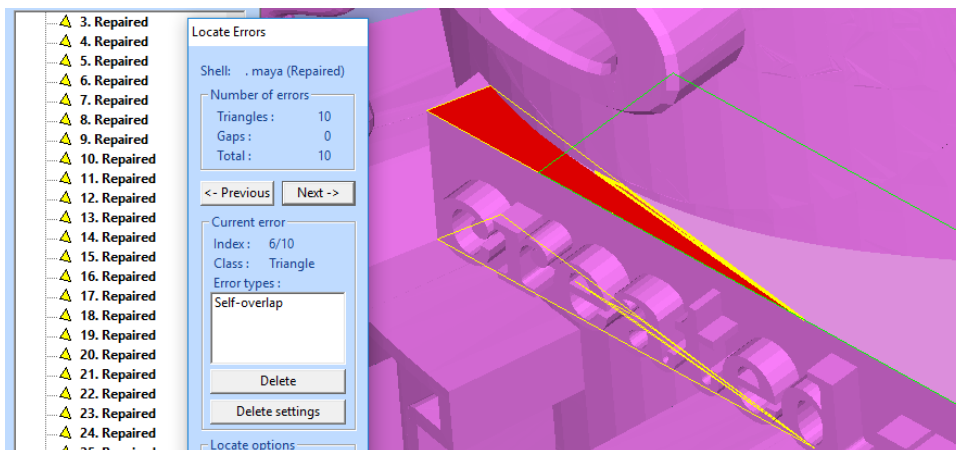 3. Repaired
4. Repaired
5. Repaired
6. Repaired
7. Repaired
8. Repaired
9. Repaired
10. Repaired
11. Repaired
12. Repaired
13. Repaired
14. Repaired
15. Repaired
16. Repaired
17. Repaired
18. Repaired
19. Repaired
20. Repaired
21. Repaired
22. Repaired
23. Repaired
24. Repaired
25. Repaired
Locate Errors
Shell: . maya (Repaired)
Number of errors
Triangles : 10
Gaps : 0
Total : 10
<- Previous Next ->
Current error
Index : 6/10
Class : Triangle
Error types :
Self-overlap
Delete
Delete settings
Locate options